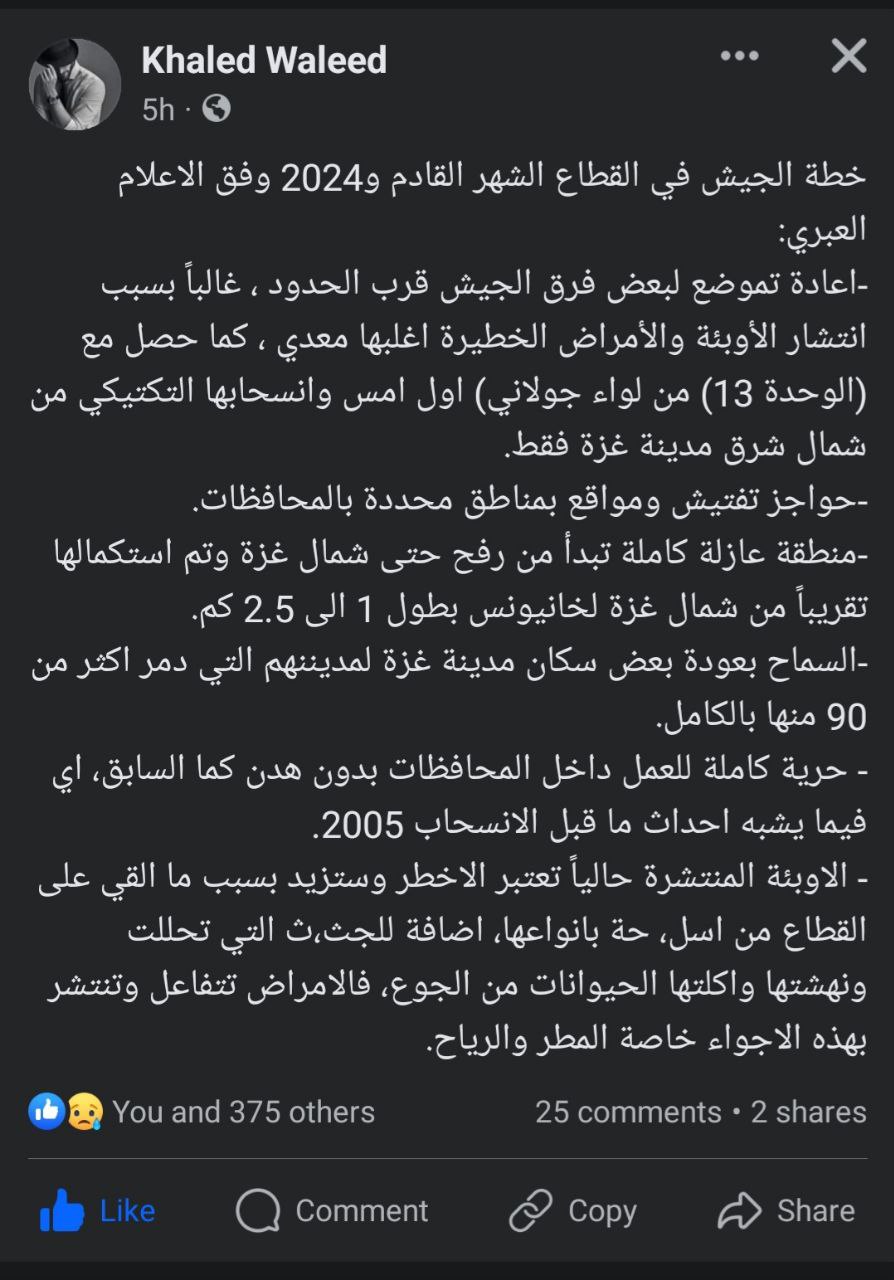 Khaled Waleed
5h ·
خطة الجيش في القطاع الشهر القادم و2024 وفق الاعلام
العبري:
-اعادة تموضع لبعض فرق الجيش قرب الحدود ، غالباً بسبب
انتشار الأوبئة والأمراض الخطيرة اغلبها معدي ، كما حصل مع
(الوحدة 13) من لواء جولاني) اول امس وانسحابها التكتيكي من
شمال شرق مدينة غزة فقط.
-حواجز تفتيش ومواقع بمناطق محددة بالمحافظات.
-منطقة عازلة كاملة تبدأ من رفح حتى شمال غزة وتم استكمالها
تقريباً من شمال غزة لخانيونس بطول 1 الى 2.5 كم.
-السماح بعودة بعض سكان مدينة غزة لمديننهم التي دمر اكثر من
90 منها بالكامل.
- حرية كاملة للعمل داخل المحافظات بدون هدن كما السابق، اي
فيما يشبه احداث ما قبل الانسحاب 2005.
- الاوبئة المنتشرة حالياً تعتبر الاخطر وستزيد بسبب ما القي على
القطاع من اسل، حة بانواعها، اضافة للجث،ث التي تحللت
ونهشتها واكلتها الحيوانات من الجوع، فالامراض تتفاعل وتنتشر
بهذه الاجواء خاصة المطر والرياح.
You and 375 others 25 comments • 2 shares
Like Comment Copy Share